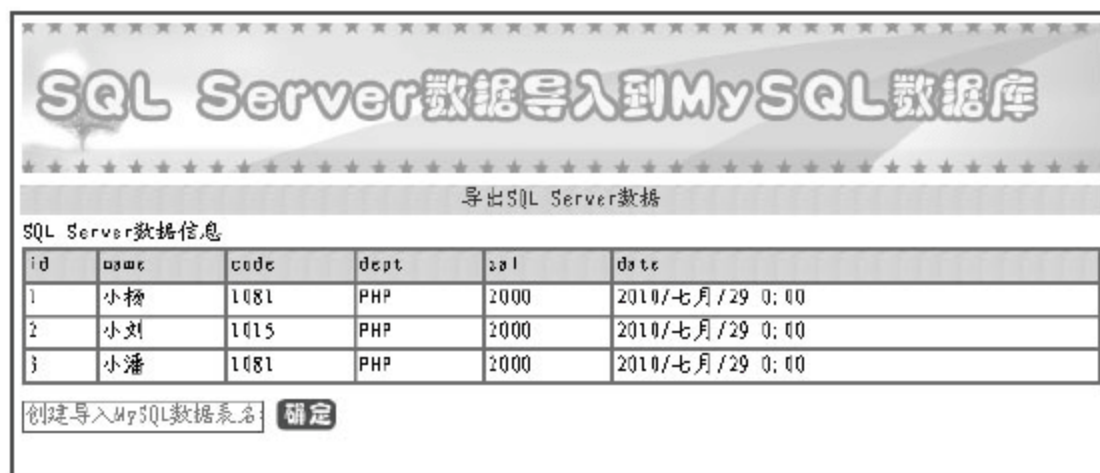 SQL Server数据导入到MySQL数据库
导出SQL Server数据
SQL Server数据信息
id name code dept sal date
1 小杨 1081 PHP 2000 2010/七月/29 0:00
2 小刘 1015 PHP 2000 2010/七月/29 0:00
3 小潘 1081 PHP 2000 2010/七月/29 0:00
创建导入MySQL数据表名 确定